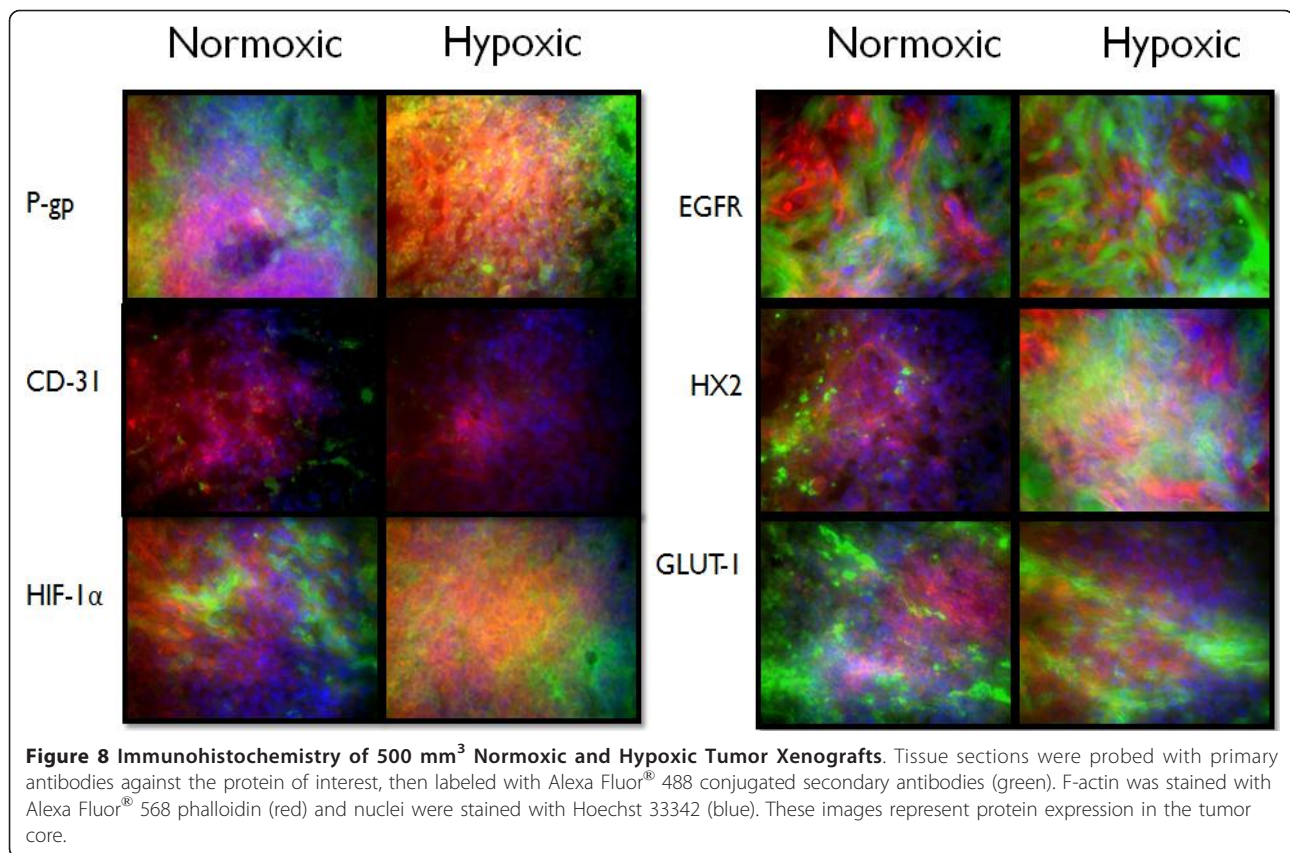 Normoxic Hypoxic Normoxic Hypoxic
P-gp EGFR
CD-31 HX2
HIF-1α GLUT-1
Figure 8 Immunohistochemistry of 500 mm³ Normoxic and Hypoxic Tumor Xenografts. Tissue sections were probed with primary
antibodies against the protein of interest, then labeled with Alexa Fluor® 488 conjugated secondary antibodies (green). F-actin was stained with
Alexa Fluor® 568 phalloidin (red) and nuclei were stained with Hoechst 33342 (blue). These images represent protein expression in the tumor
core.